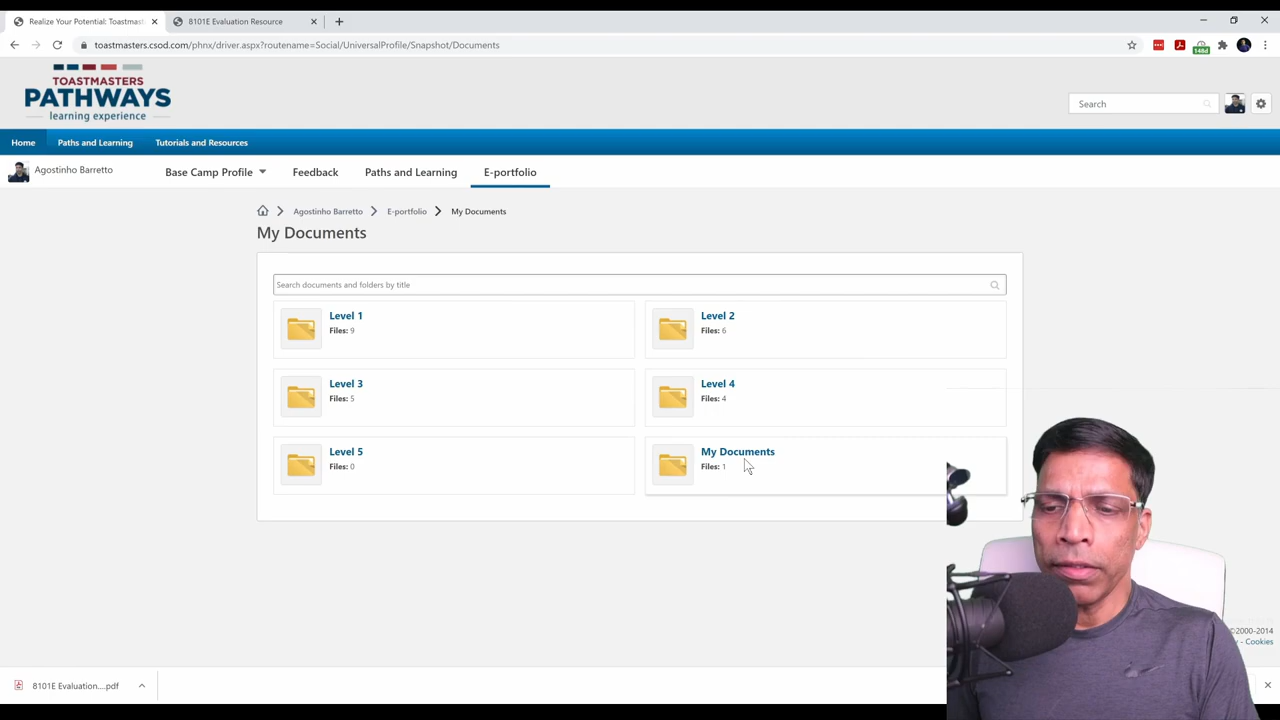 Realize Your Potential: Toastmast
8101E Evaluation Resource
toastmasters.csod.com/phnx/driver.aspx?routename=Social/UniversalProfile/Snapshot/Documents
148d
TOASTMASTERS
PATHWAYS
learning experience
Search
Home
Paths and Learning
Tutorials and Resources
Agostinho Barretto
Base Camp Profile
Feedback
Paths and Learning
E-portfolio
Agostinho Barretto
E-portfolio
My Documents
My Documents
Search documents and folders by title
Level 1
Files: 9
Level 2
Files: 6
Level 3
Files: 5
Level 4
Files: 4
Level 5
Files: 0
My Documents
Files: 1
©2000-2014
- Cookies
8101E Evaluation....pdf